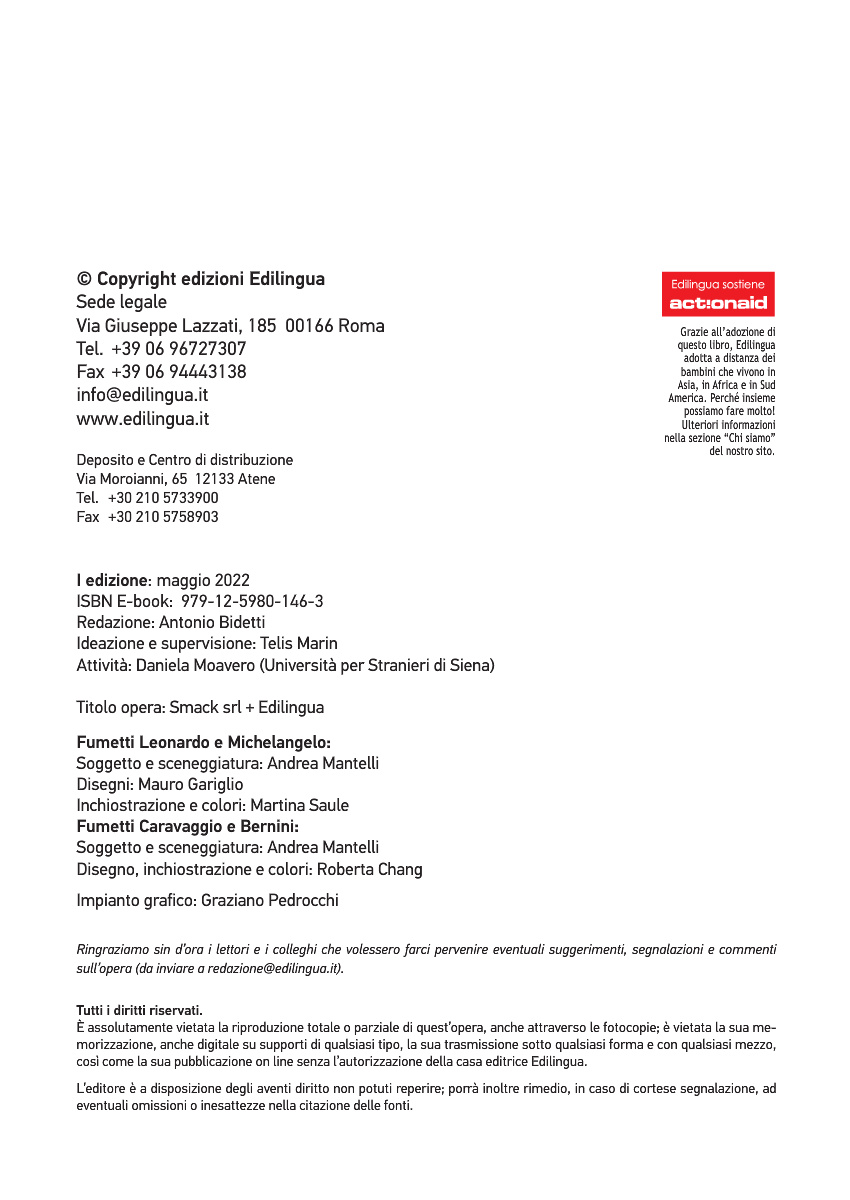 © Copyright edizioni Edilingua
Sede legale
Via Giuseppe Lazzati, 185  00166 Roma
Tel.  +39 06 96727307
Fax  +39 06 94443138
info@edilingua.it
www.edilingua.it
Edilingua sostiene
act!onaid
Grazie all’adozione di
questo libro, Edilingua
adotta a distanza dei
bambini che vivono in
Asia, in Africa e in Sud
America. Perché insieme
possiamo fare molto!
Ulteriori informazioni
nella sezione “Chi siamo”
del nostro sito.
Deposito e Centro di distribuzione
Via Moroianni, 65  12133 Atene
Tel.  +30 210 5733900
Fax  +30 210 5758903
I edizione: maggio 2022
ISBN E-book:  979-12-5980-146-3
Redazione: Antonio Bidetti
Ideazione e supervisione: Telis Marin
Attività: Daniela Moavero (Università per Stranieri di Siena)
Titolo opera: Smack srl + Edilingua
Fumetti Leonardo e Michelangelo:
Soggetto e sceneggiatura: Andrea Mantelli
Disegni: Mauro Gariglio
Inchiostrazione e colori: Martina Saule
Fumetti Caravaggio e Bernini:
Soggetto e sceneggiatura: Andrea Mantelli
Disegno, inchiostrazione e colori: Roberta Chang
Impianto grafico: Graziano Pedrocchi
Ringraziamo sin d’ora i lettori e i colleghi che volessero farci pervenire eventuali suggerimenti, segnalazioni e commenti
sull’opera (da inviare a redazione@edilingua.it).
Tutti i diritti riservati.
È assolutamente vietata la riproduzione totale o parziale di quest’opera, anche attraverso le fotocopie; è vietata la sua me-
morizzazione, anche digitale su supporti di qualsiasi tipo, la sua trasmissione sotto qualsiasi forma e con qualsiasi mezzo,
così come la sua pubblicazione on line senza l’autorizzazione della casa editrice Edilingua.
L’editore è a disposizione degli aventi diritto non potuti reperire; porrà inoltre rimedio, in caso di cortese segnalazione, ad
eventuali omissioni o inesattezze nella citazione delle fonti.